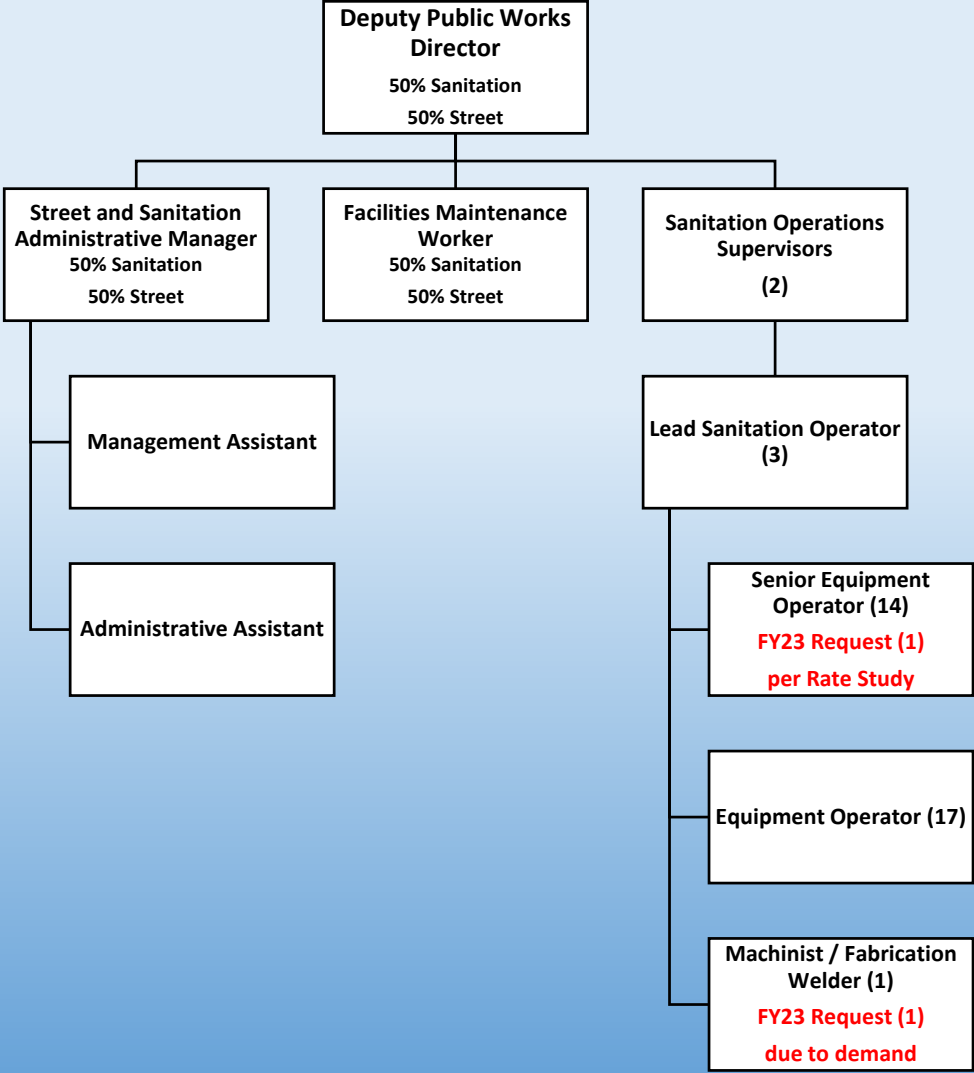 Deputy Public Works
Director
50% Sanitation
50% Street
Street and Sanitation
Administrative Manager
50% Sanitation
50% Street
Facilities Maintenance
Worker
50% Sanitation
50% Street
Sanitation Operations
Supervisors
(2)
Management Assistant
Administrative Assistant
Lead Sanitation Operator
(3)
Senior Equipment
Operator (14)
FY23 Request (1)
per Rate Study
Equipment Operator (17)
Machinist / Fabrication
Welder (1)
FY23 Request (1)
due to demand